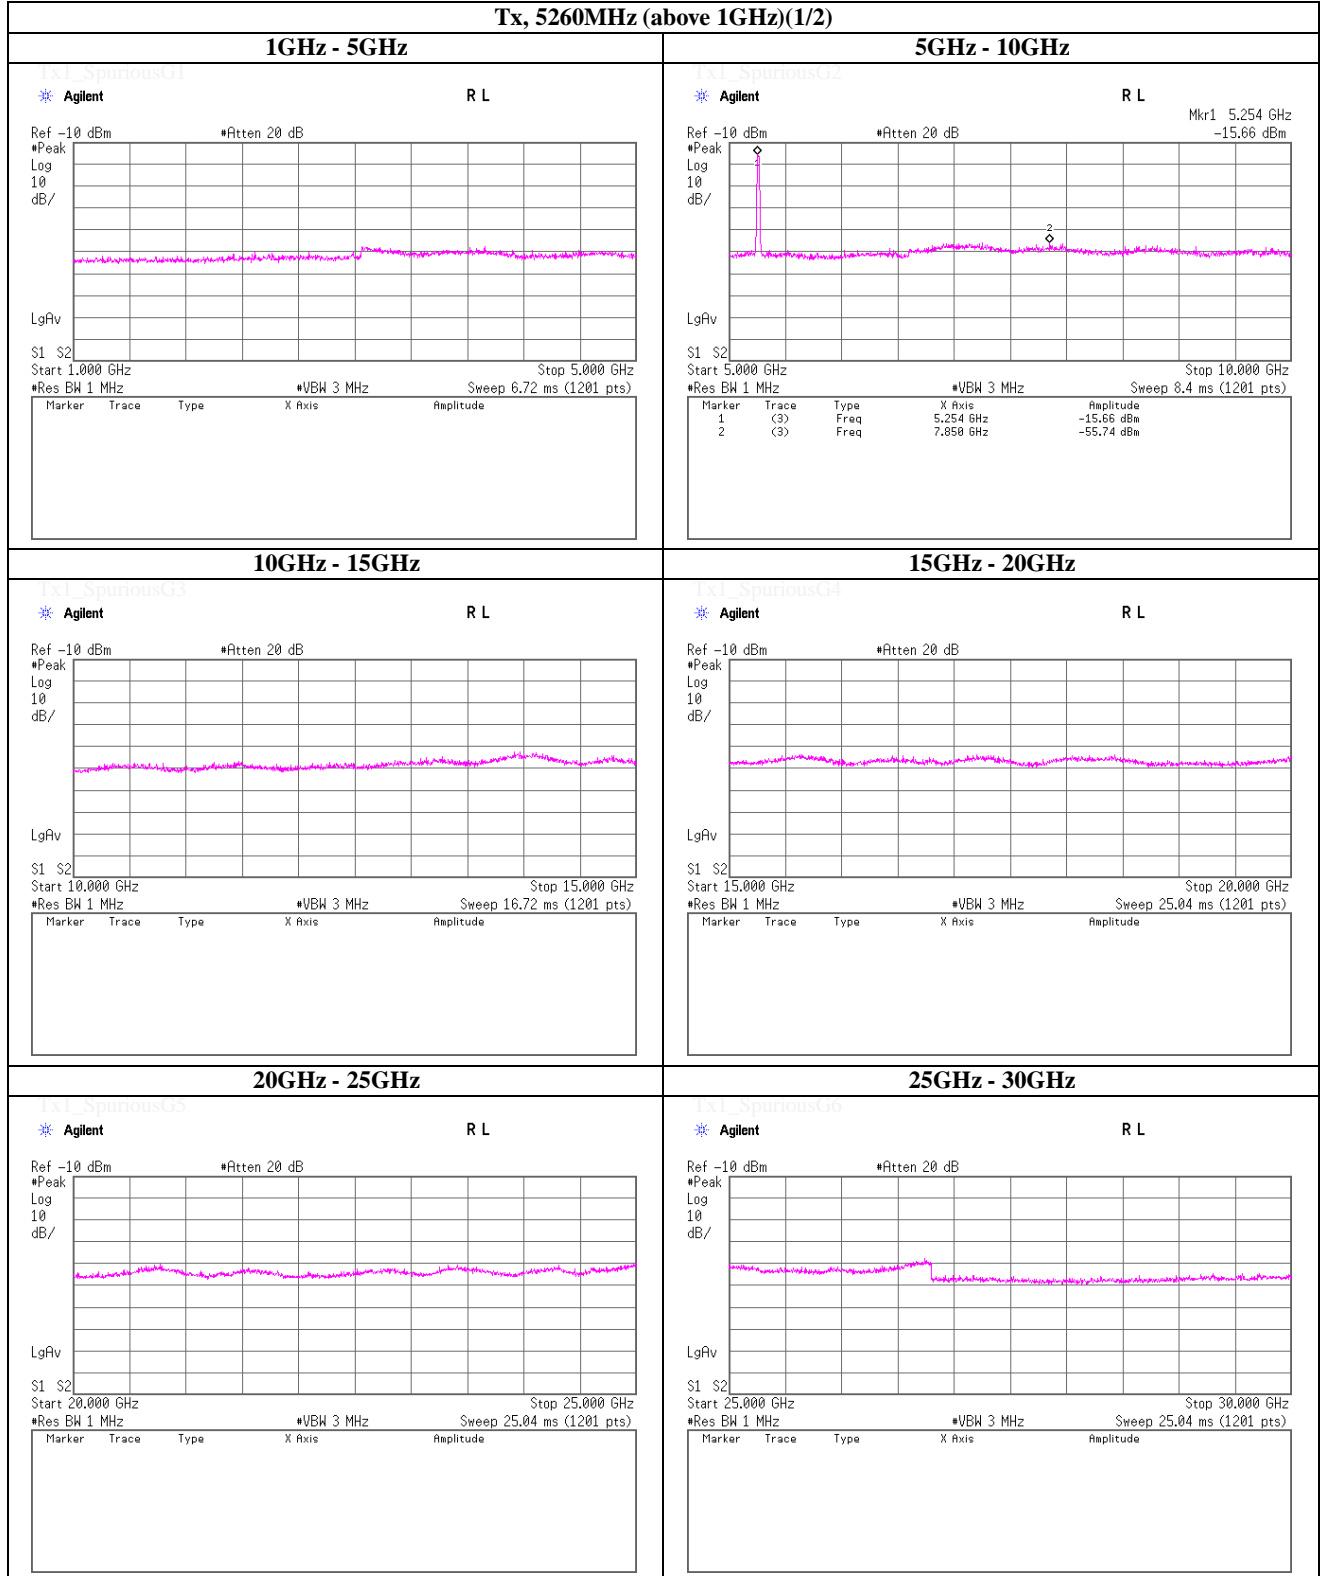 Tx, 5260MHz (above 1GHz)(1/2)
1GHz - 5GHz
Tx1_SpuriousG1
Agilent R L
Ref -10 dBm #Atten 20 dB
#Peak
Log
10
dB/
LgAv
S1 S2
Start 1.000 GHz Stop 5.000 GHz
#Res BW 1 MHz #VBW 3 MHz Sweep 6.72 ms (1201 pts)
Marker Trace Type X Axis Amplitude
5GHz - 10GHz
Tx1_SpuriousG2
Agilent R L
Mkr1 5.254 GHz
Ref -10 dBm #Atten 20 dB -15.66 dBm
#Peak
Log
10
dB/
1
2
LgAv
S1 S2
Start 5.000 GHz Stop 10.000 GHz
#Res BW 1 MHz #VBW 3 MHz Sweep 8.4 ms (1201 pts)
Marker Trace Type X Axis Amplitude
1 (3) Freq 5.254 GHz -15.66 dBm
2 (3) Freq 7.850 GHz -55.74 dBm
10GHz - 15GHz
Tx1_SpuriousG3
Agilent R L
Ref -10 dBm #Atten 20 dB
#Peak
Log
10
dB/
LgAv
S1 S2
Start 10.000 GHz Stop 15.000 GHz
#Res BW 1 MHz #VBW 3 MHz Sweep 16.72 ms (1201 pts)
Marker Trace Type X Axis Amplitude
15GHz - 20GHz
Tx1_SpuriousG4
Agilent R L
Ref -10 dBm #Atten 20 dB
#Peak
Log
10
dB/
LgAv
S1 S2
Start 15.000 GHz Stop 20.000 GHz
#Res BW 1 MHz #VBW 3 MHz Sweep 25.04 ms (1201 pts)
Marker Trace Type X Axis Amplitude
20GHz - 25GHz
Tx1_SpuriousG5
Agilent R L
Ref -10 dBm #Atten 20 dB
#Peak
Log
10
dB/
LgAv
S1 S2
Start 20.000 GHz Stop 25.000 GHz
#Res BW 1 MHz #VBW 3 MHz Sweep 25.04 ms (1201 pts)
Marker Trace Type X Axis Amplitude
25GHz - 30GHz
Tx1_SpuriousG6
Agilent R L
Ref -10 dBm #Atten 20 dB
#Peak
Log
10
dB/
LgAv
S1 S2
Start 25.000 GHz Stop 30.000 GHz
#Res BW 1 MHz #VBW 3 MHz Sweep 25.04 ms (1201 pts)
Marker Trace Type X Axis Amplitude